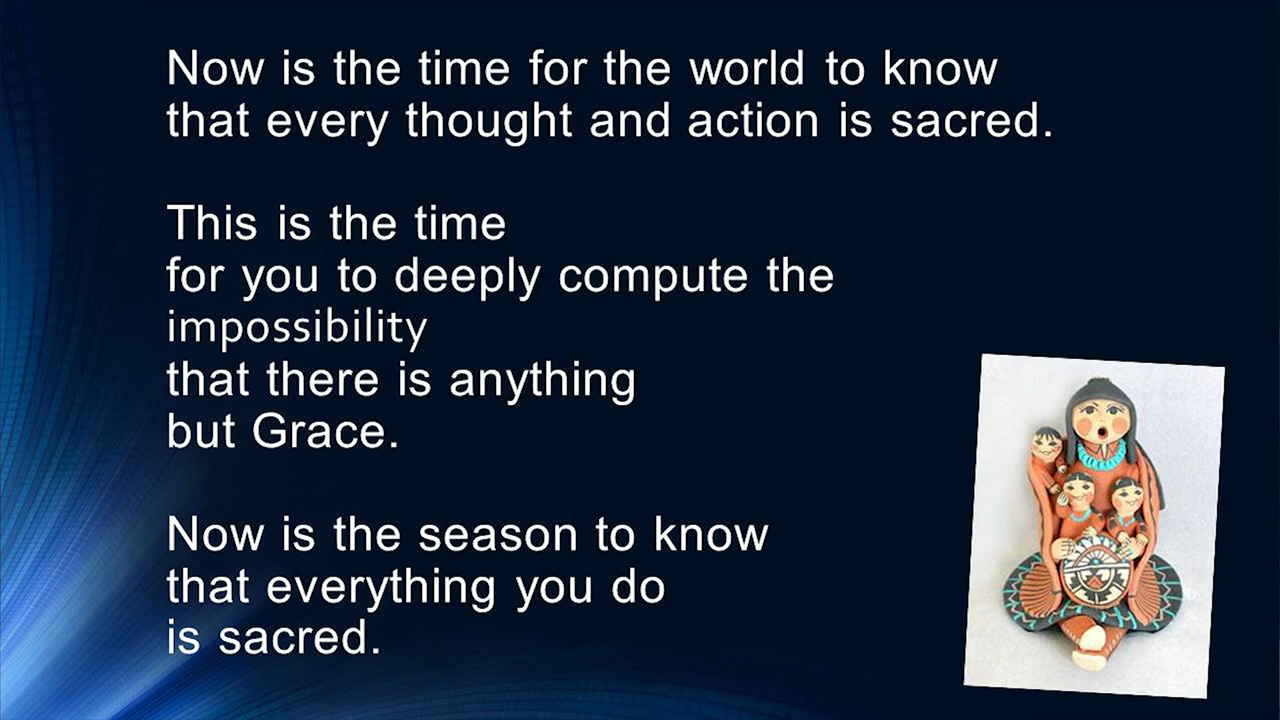 Now is the time for the world to know
that every thought and action is sacred.
This is the time
for you to deeply compute the
impossibility
that there is anything
but Grace.
Now is the season to know
that everything you do
is sacred.